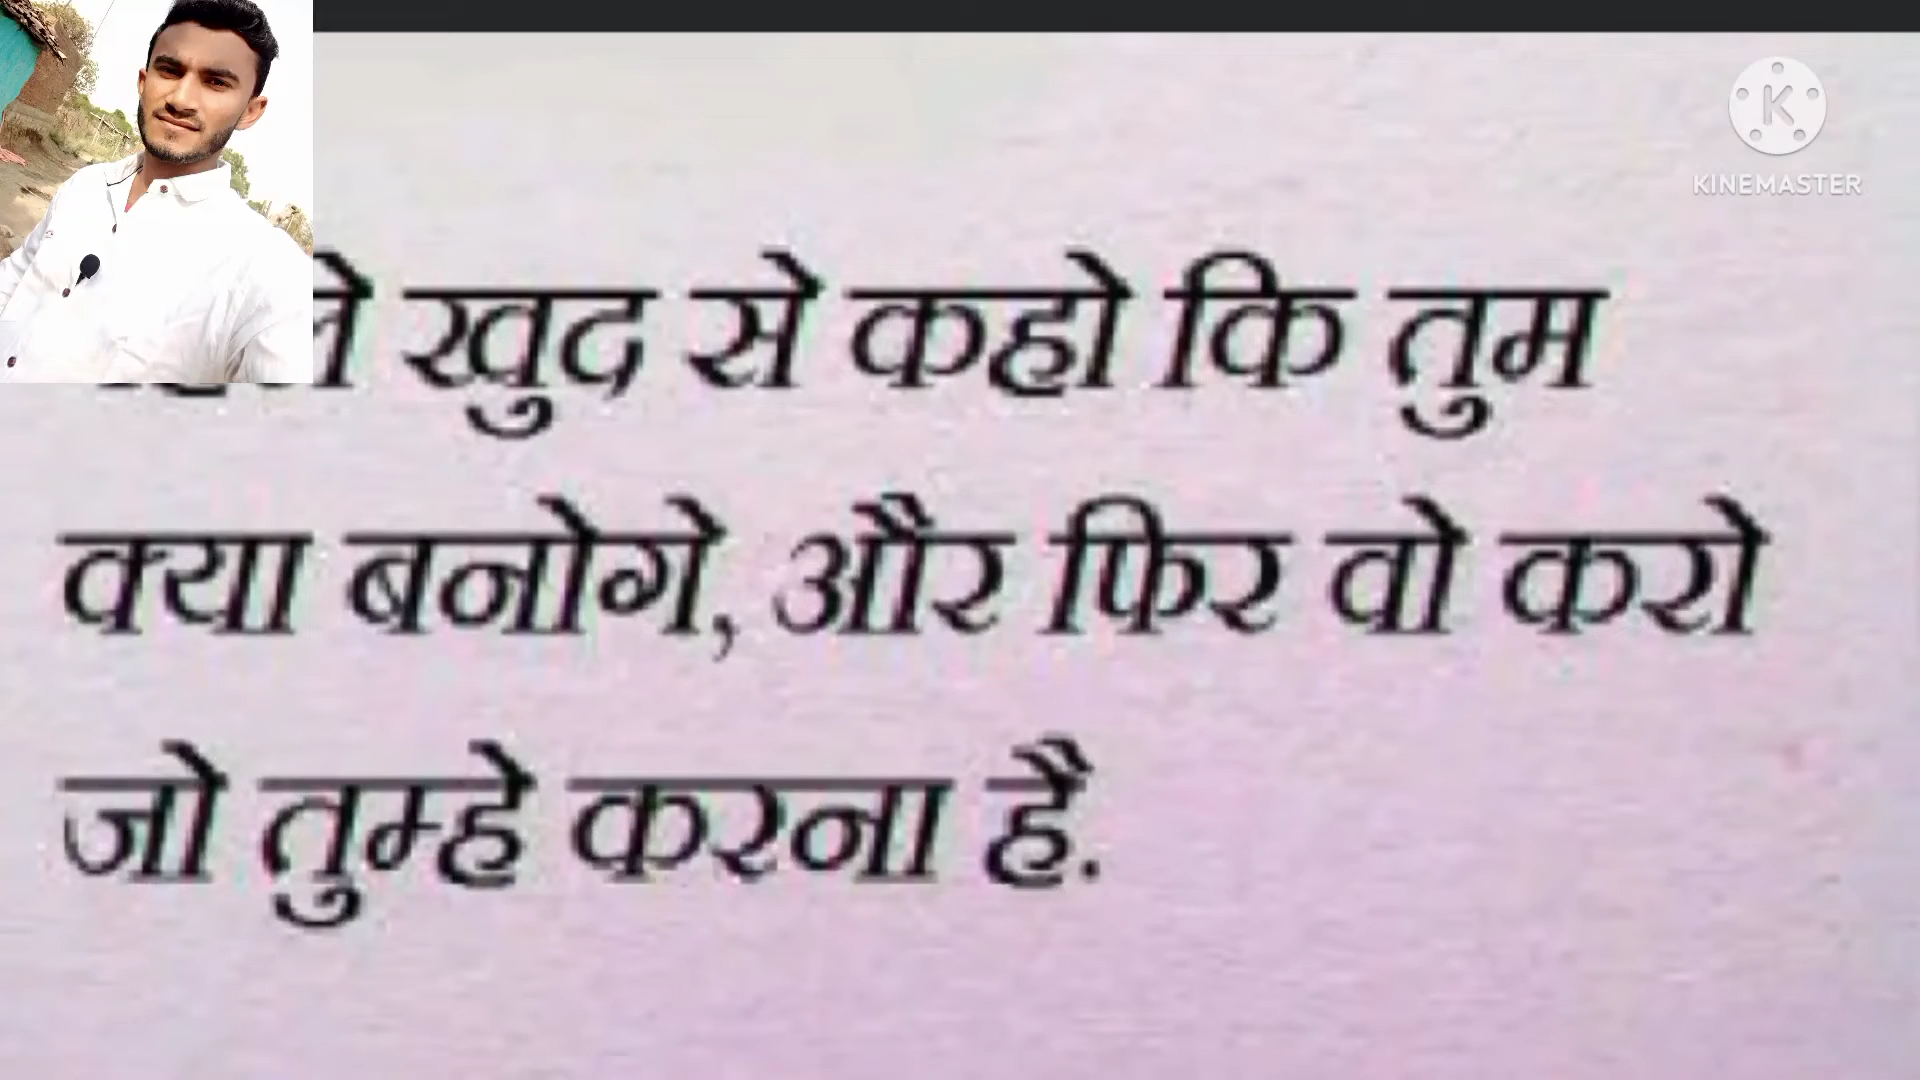 KINEMASTER
खुद से कहो कि तुम
क्या बनोगे, और फिर वो करो
जो तुम्हे करना है.